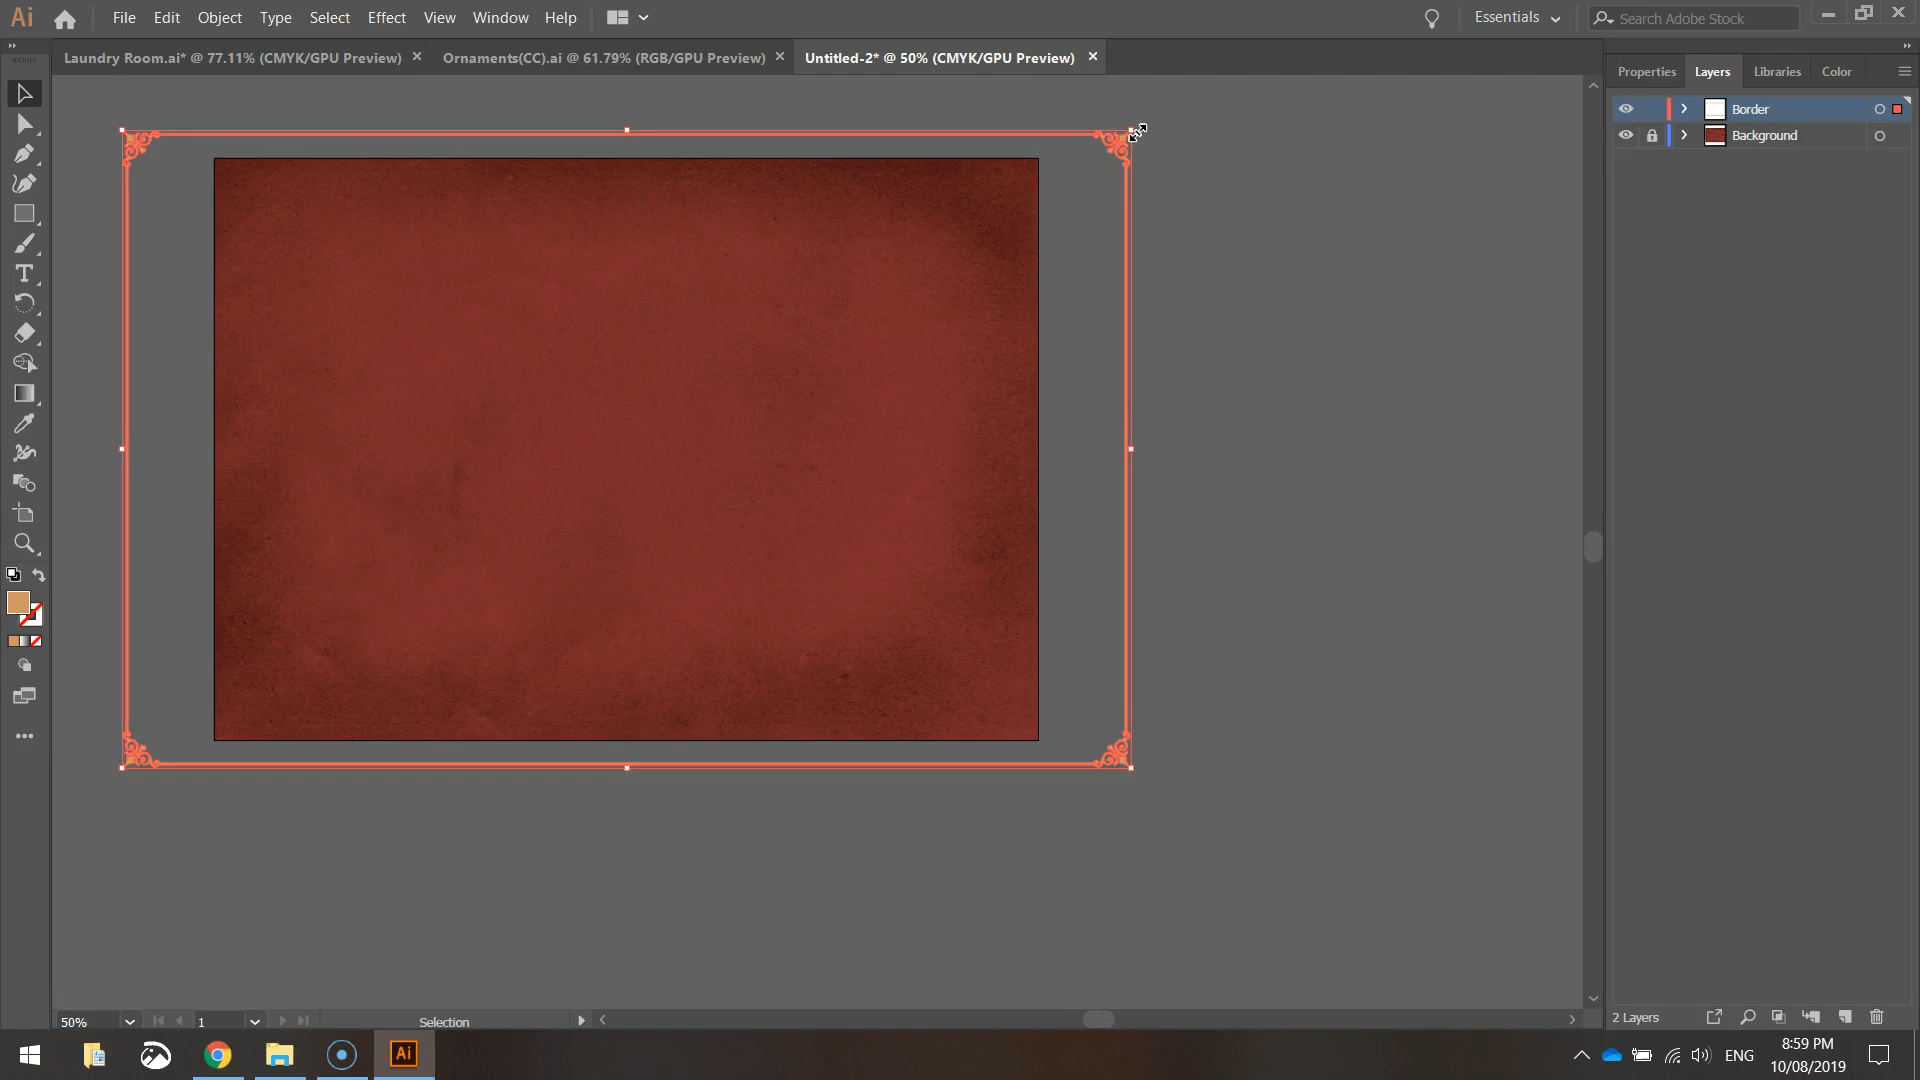 Ai File Edit Object Type Select Effect View Window Help Essentials Search Adobe Stock
Laundry Room.ai* @ 77.11% (CMYK/GPU Preview) Ornaments(CC).ai @ 61.79% (RGB/GPU Preview) Untitled-2* @ 50% (CMYK/GPU Preview)
Properties Layers Libraries Color
Border
Background
50% 1 Selection
2 Layers
Ai
ENG
8:59 PM
10/08/2019